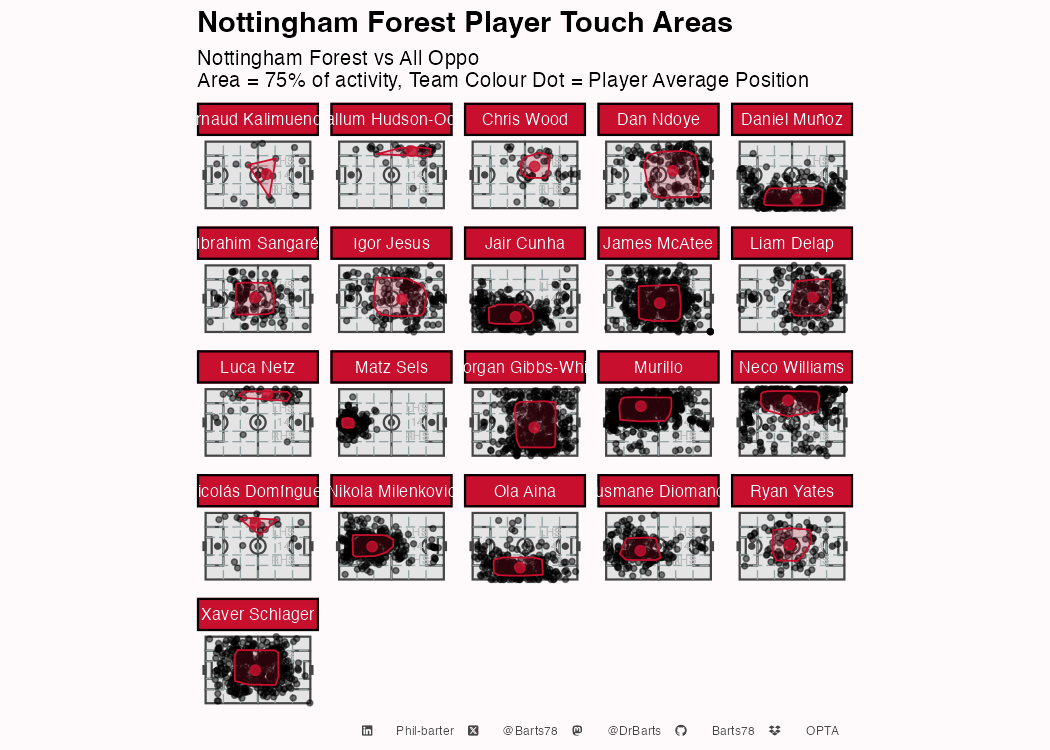 Nottingham Forest Player Touch Areas
Nottingham Forest vs All Oppo
Area = 75% of activity, Team Colour Dot = Player Average Position
rnaud Kalimuend
allum Hudson-Od
Chris Wood
Dan Ndoye
Daniel Muñoz
Ibrahim Sangaré
Igor Jesus
Jair Cunha
James McAtee
Liam Delap
Luca Netz
Matz Sels
organ Gibbs-Whi
Murillo
Neco Williams
icolás Domíngue
Nikola Milenkovic
Ola Aina
usmane Diomand
Ryan Yates
Xaver Schlager
Phil-barter @Barts78 @DrBarts Barts78 OPTA